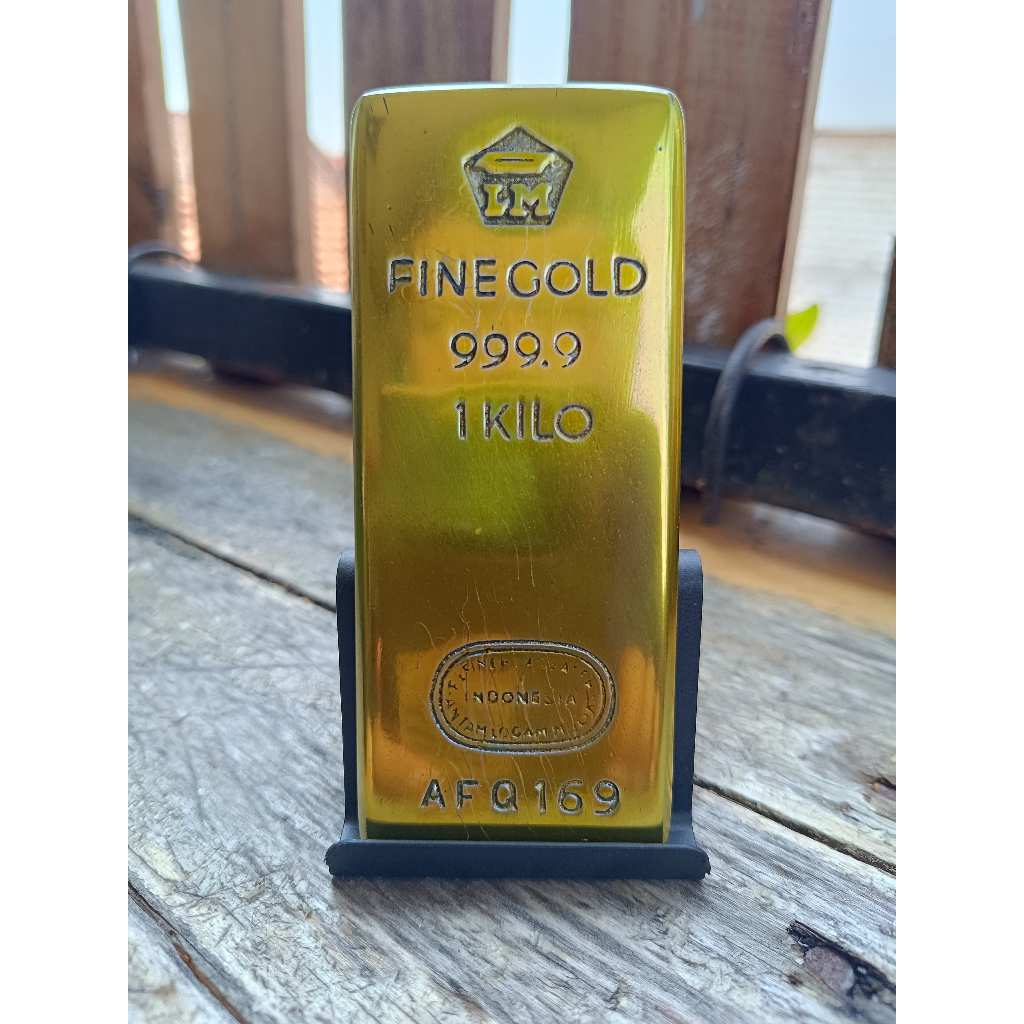 LM
FINE GOLD
999.9
1 KILO
INDONESIA
AFQ169